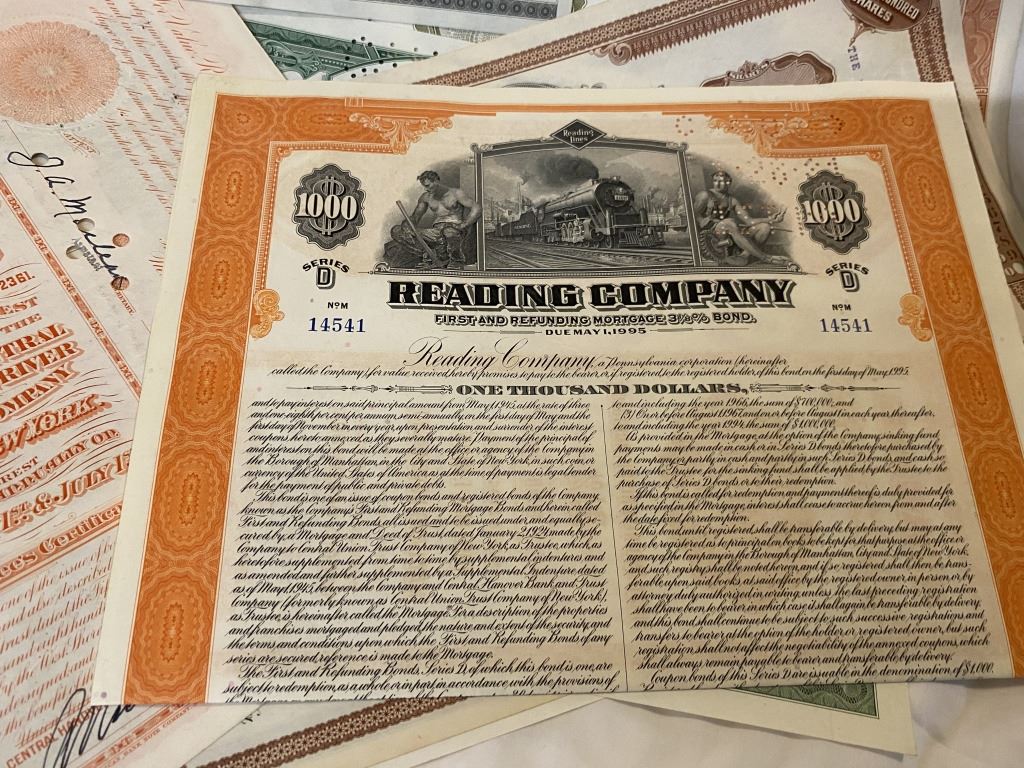 HUNDRED
SHARES
THE
SHARES
Reading
Lines
$
1000
$
1000
SERIES
D
SERIES
D
NºM
14541
NºM
14541
READING COMPANY
FIRST AND REFUNDING MORTGAGE 3⅛% BOND.
DUE MAY 1, 1995
Reading Company, a Pennsylvania corporation (hereinafter
called the Company) for value received, hereby promises to pay to the bearer, or, if registered, to the registered holder of this bond, on the first day of May, 1995,
ONE THOUSAND DOLLARS,
and to pay interest on said principal amount from May 1, 1945, at the rate of three
and one-eighth per cent. per annum, semi-annually, on the first day of May and the
first day of November in every year, upon presentation and surrender of the interest
coupons hereto annexed, as they severally mature. Payment of the principal of
and interest on this bond will be made at the office or agency of the Company in
the Borough of Manhattan, in the City and State of New York, in such coin or
currency of the United States of America as at the time of payment is legal tender
for the payment of public and private debts.
This bond is one of an issue of coupon bonds and registered bonds of the Company
known as the Company's First and Refunding Mortgage Bonds and herein called
First and Refunding Bonds, all issued and to be issued under, and equally se-
cured by, a Mortgage and Deed of Trust, dated January 2, 1924, made by the
Company to Central Union Trust Company of New York, as Trustee, which, as
theretofore supplemented from time to time by supplemental indentures and
as amended and further supplemented by a Supplemental Indenture dated
as of May 1, 1945, between the Company and Central Hanover Bank and Trust
Company (formerly known as Central Union Trust Company of New York),
as Trustee, is hereinafter called the Mortgage. For a description of the properties
and franchises mortgaged and pledged, the nature and extent of the security, and
the terms and conditions upon which the First and Refunding Bonds of any
series are secured, reference is made to the Mortgage.
The First and Refunding Bonds, Series D, of which this bond is one, are
subject to redemption, as a whole or in part, in accordance with the provisions of
to and including the year 1966, the sum of $700,000, and
(3) On or before August 1, 1967, and on or before August 1 in each year thereafter,
to and including the year 1994, the sum of $1,000,000.
As provided in the Mortgage, at the option of the Company, sinking fund
payments may be made in cash or in Series D bonds theretofore purchased by
the Company, or partly in cash and partly in such Series D bonds, and cash so
paid to the Trustee for the sinking fund shall be applied by the Trustee to the
purchase of Series D bonds or to their redemption.
If this bond is called for redemption and payment thereof is duly provided for
as specified in the Mortgage, interest shall cease to accrue hereon from and after
the date fixed for redemption.
This bond, until registered, shall be transferable by delivery, but may at any
time be registered as to principal on books to be kept for that purpose at the office or
agency of the Company, in the Borough of Manhattan, City and State of New York,
and such registry shall be noted hereon, and if so registered shall then be trans-
ferable upon said books at said office by the registered owner, in person or by
attorney duly authorized in writing, unless the last preceding registration
shall have been to bearer, in which case it shall again be transferable by delivery,
and this bond shall continue to be subject to such successive registrations and
transfers to bearer at the option of the holder or registered owner, but such
registration shall not affect the negotiability of the annexed coupons, which
shall always remain payable to bearer and transferable by delivery.
Coupon bonds of this Series D are issuable in the denomination of $1,000,
2361.
THE
RIVER
COMPANY
NEW YORK.
1ST & JULY 1
CENTRAL